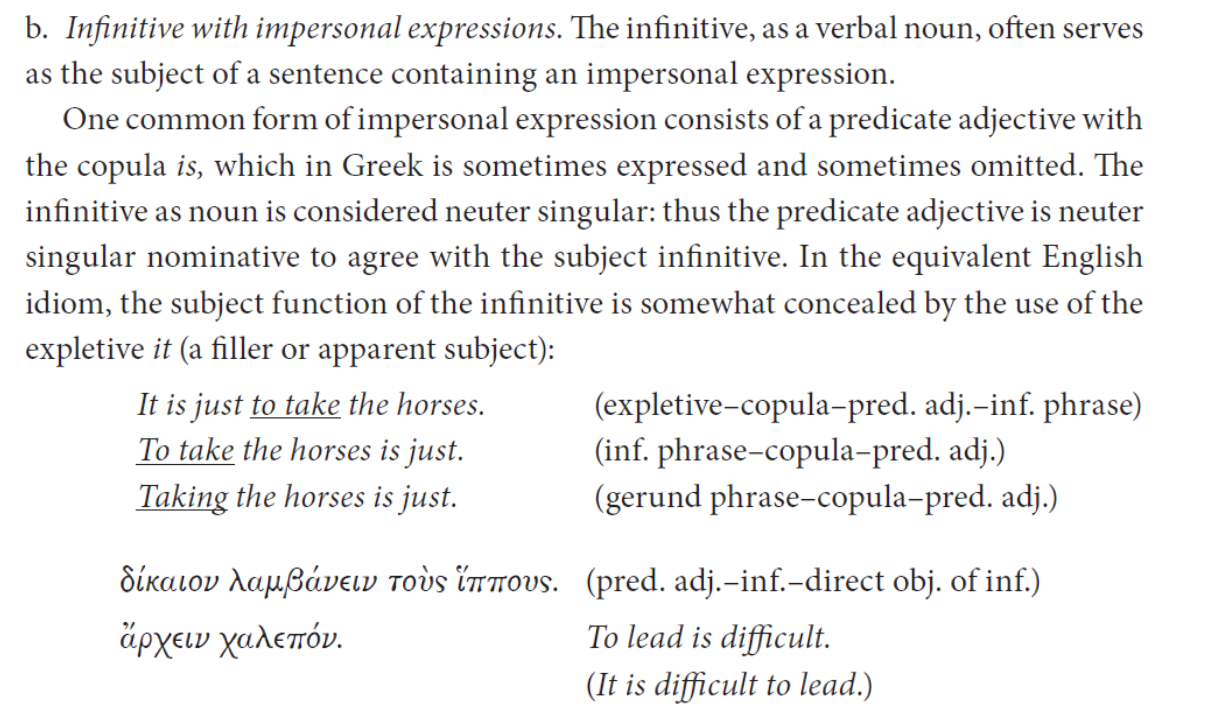 b. Infinitive with impersonal expressions. The infinitive, as a verbal noun, often serves
as the subject of a sentence containing an impersonal expression.
One common form of impersonal expression consists of a predicate adjective with
the copula is, which in Greek is sometimes expressed and sometimes omitted. The
infinitive as noun is considered neuter singular: thus the predicate adjective is neuter
singular nominative to agree with the subject infinitive. In the equivalent English
idiom, the subject function of the infinitive is somewhat concealed by the use of the
expletive it (a filler or apparent subject):
It is just to take the horses. (expletive–copula–pred. adj.–inf. phrase)
To take the horses is just. (inf. phrase–copula–pred. adj.)
Taking the horses is just. (gerund phrase–copula–pred. adj.)
δίκαιον λαμβάνειν τοὺς ἵππους. (pred. adj.–inf.–direct obj. of inf.)
ἄρχειν χαλεπόν. To lead is difficult.
(It is difficult to lead.)